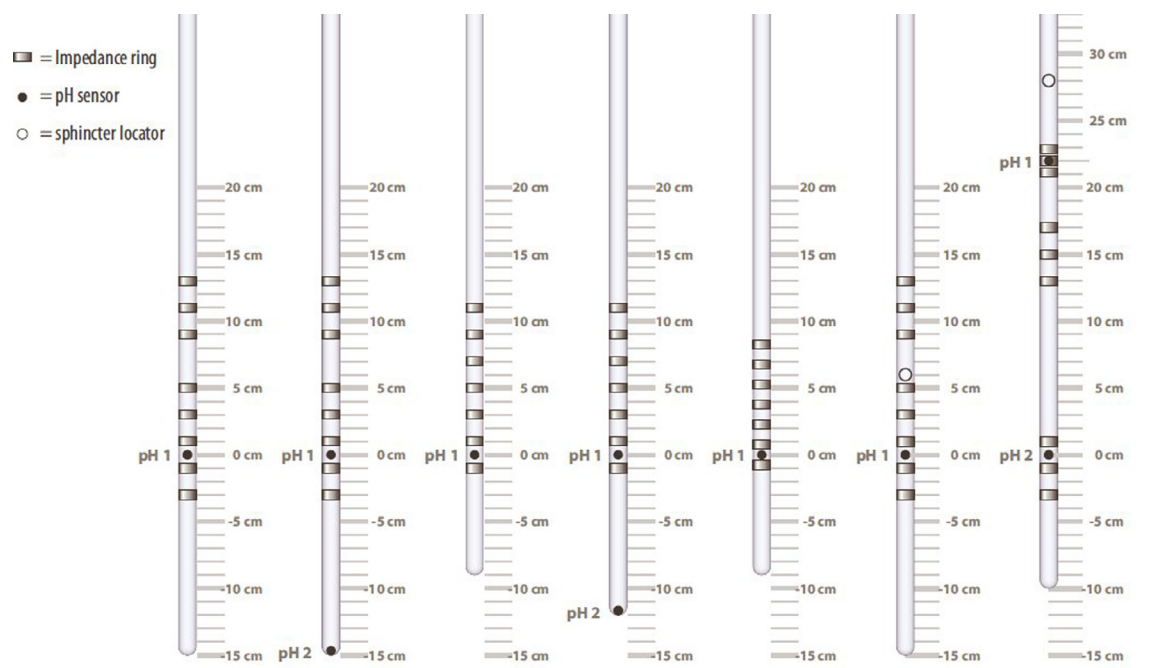 = Impedance ring
= pH sensor
= sphincter locator
30 cm
25 cm
pH 1
20 cm 20 cm 20 cm 20 cm 20 cm 20 cm 20 cm
15 cm 15 cm 15 cm 15 cm 15 cm 15 cm 15 cm
10 cm 10 cm 10 cm 10 cm 10 cm 10 cm 10 cm
5 cm 5 cm 5 cm 5 cm 5 cm 5 cm 5 cm
pH 1 0 cm pH 1 0 cm pH 1 0 cm pH 1 0 cm pH 1 0 cm pH 1 0 cm pH 2 0 cm
-5 cm -5 cm -5 cm -5 cm -5 cm -5 cm -5 cm
-10 cm -10 cm -10 cm -10 cm -10 cm -10 cm -10 cm
pH 2
-15 cm pH 2 -15 cm -15 cm -15 cm -15 cm -15 cm -15 cm